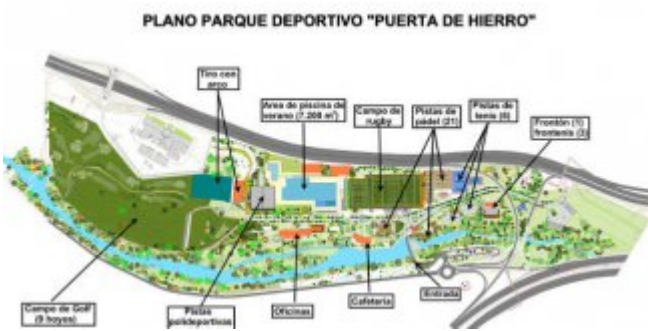 PLANO PARQUE DEPORTIVO "PUERTA DE HIERRO"
Tiro con
arco
Area de piscina de
verano (7.200 m²)
Campo de
rugby
Pistas de
pádel (21)
Pistas de
tenis (6)
Frontón (1)
frontenis (3)
Campo de Golf
(9 hoyos)
Pistas
polideportivas
Oficinas
Cafetería
Entrada